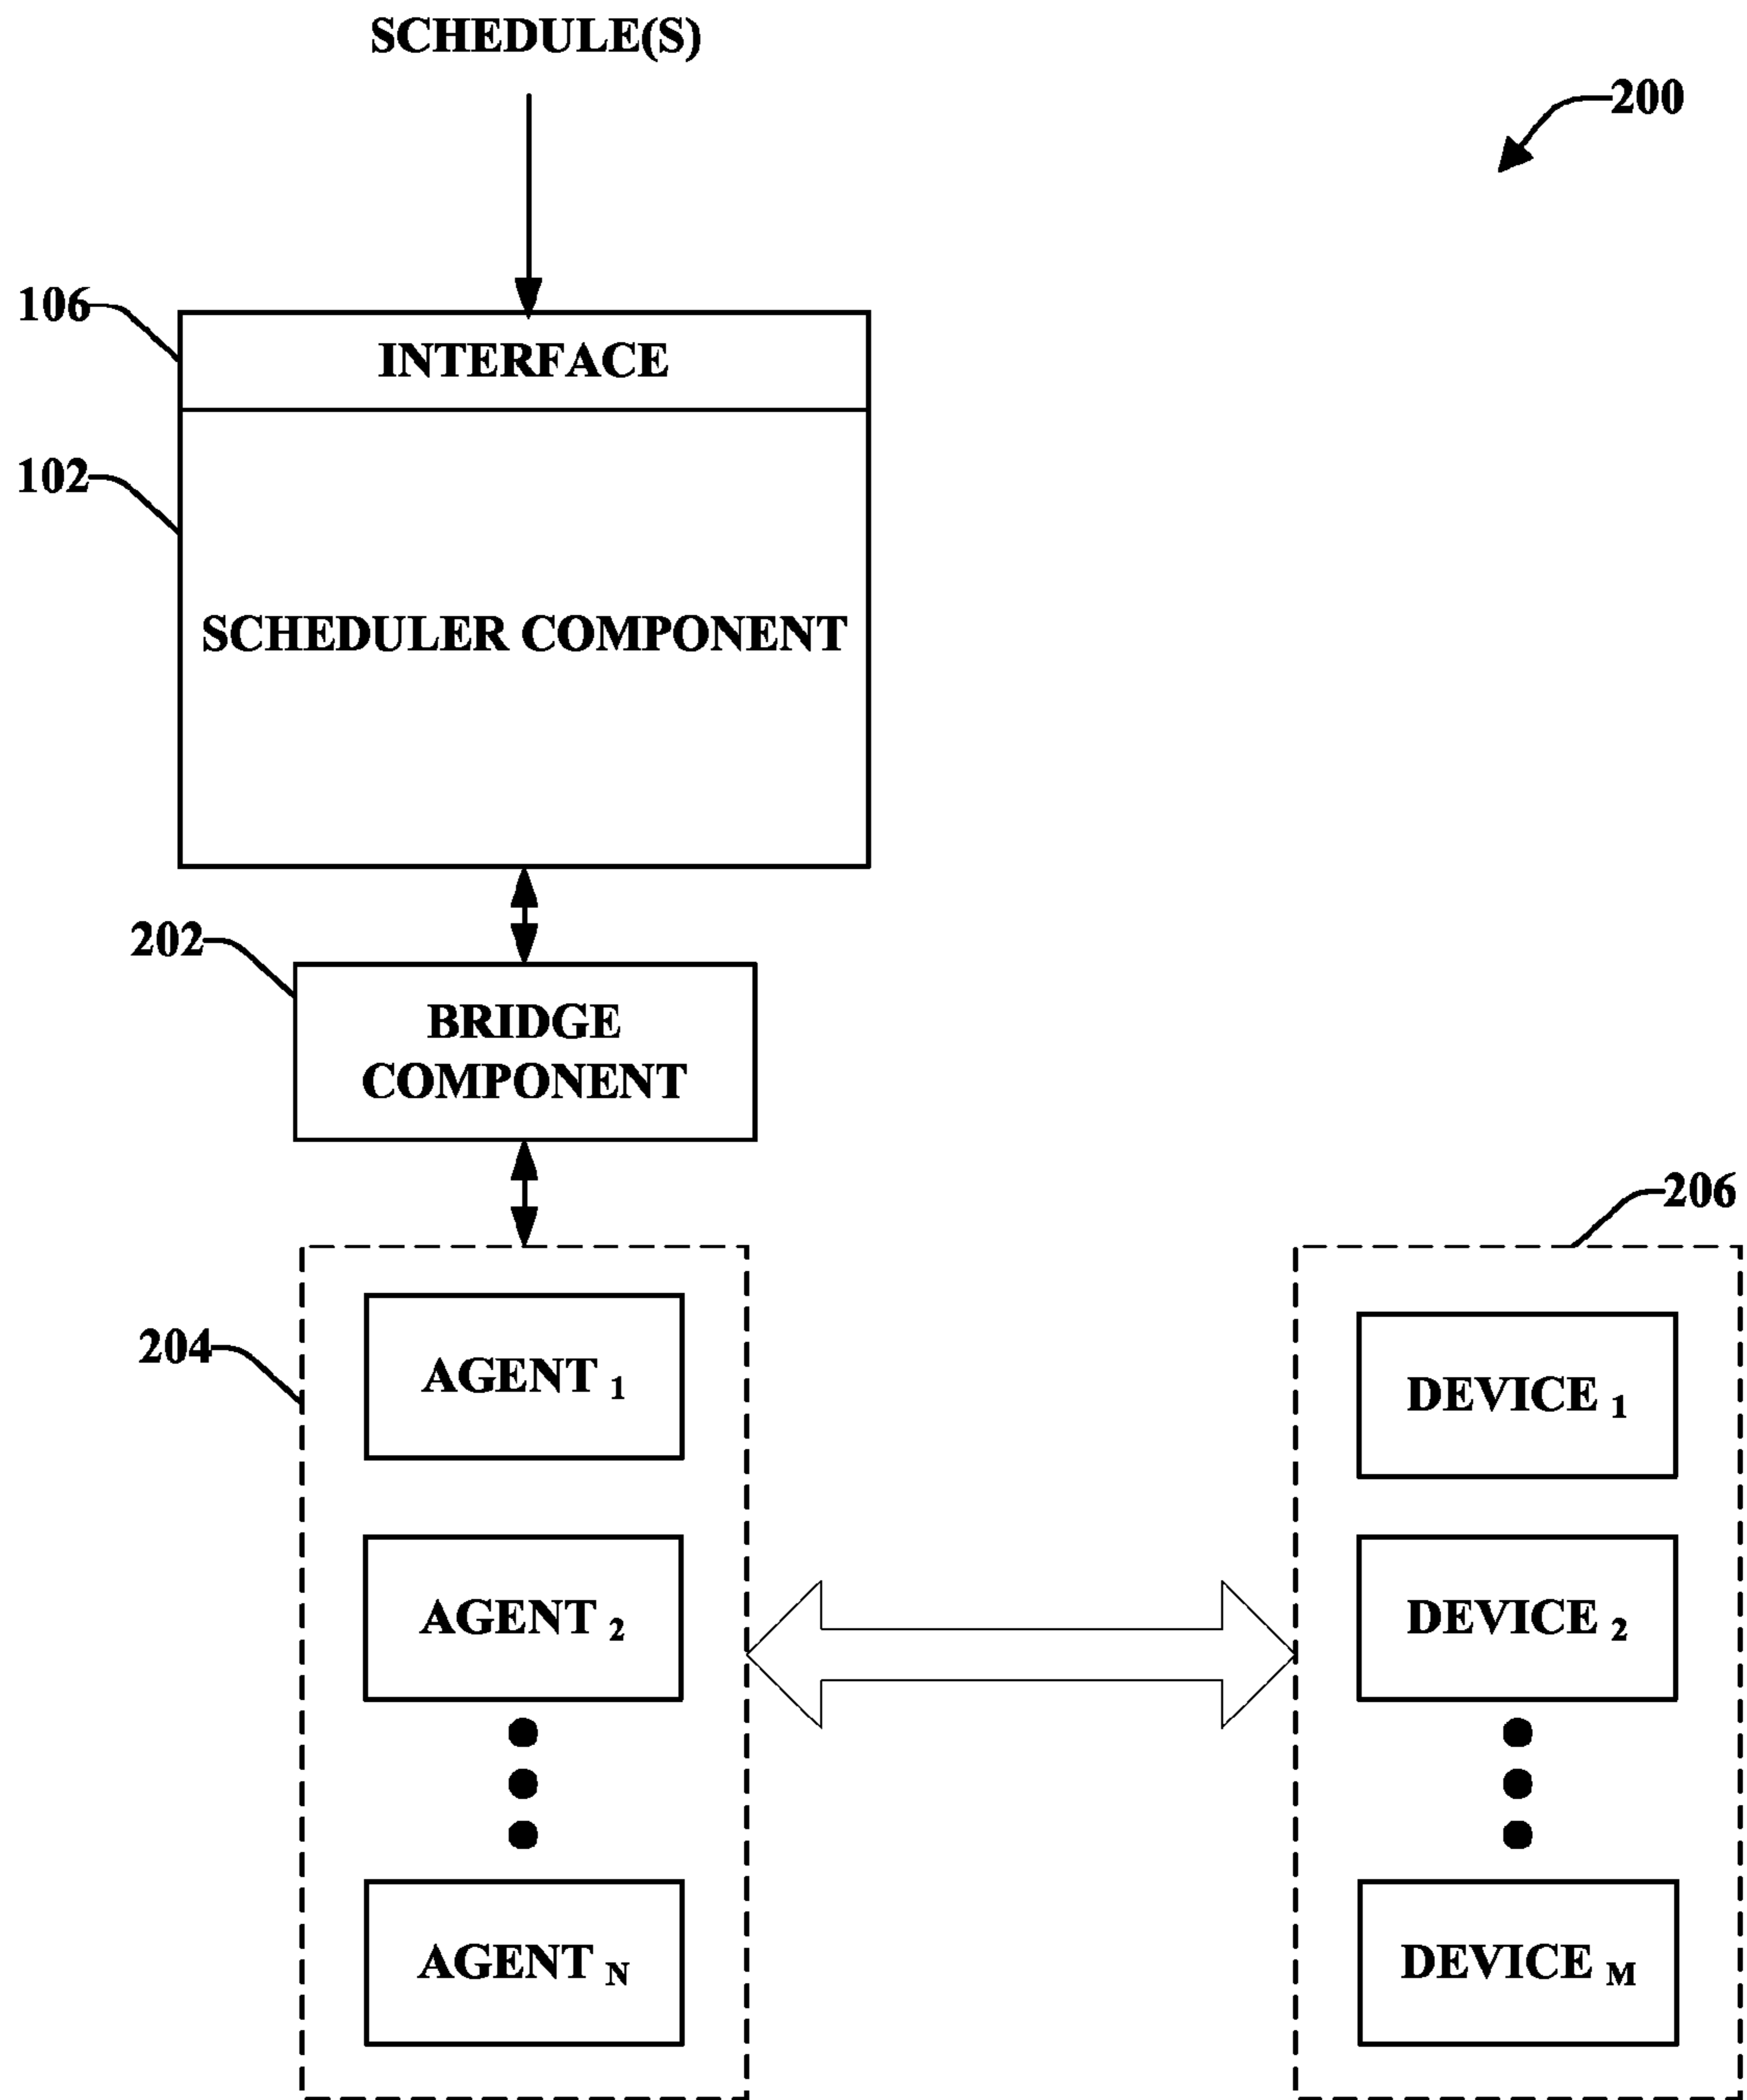 SCHEDULE(S)
200
106
INTERFACE
102
SCHEDULER COMPONENT
202
BRIDGE
COMPONENT
206
204
AGENT 1
DEVICE 1
AGENT 2
DEVICE 2
AGENT N
DEVICE M